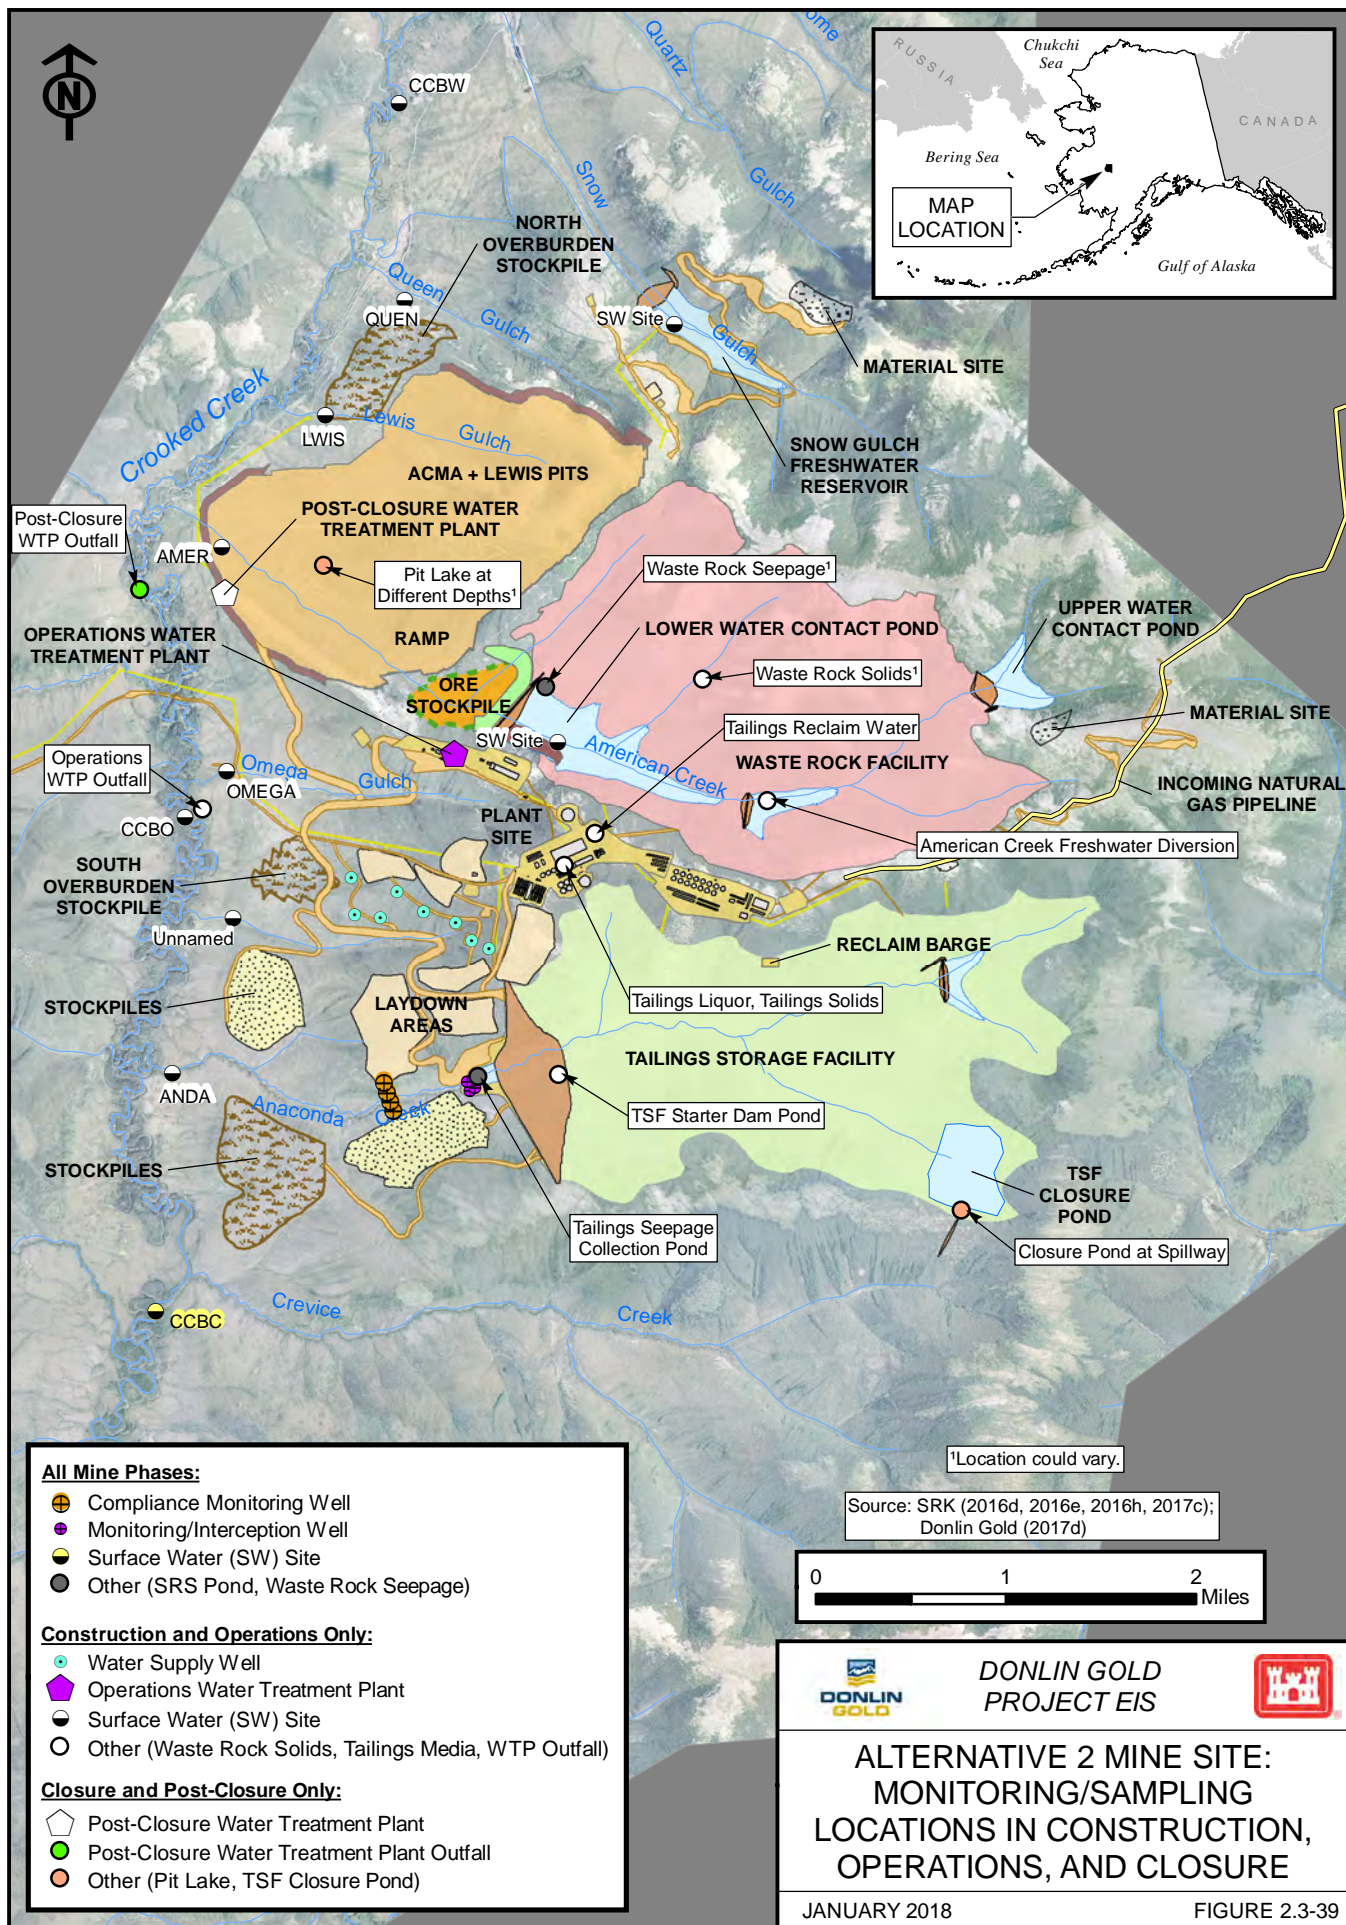 N
CCBW
Quartz
Gulch
ome
Snow
Gulch
Chukchi
Sea
RUSSIA
CANADA
Bering Sea
MAP
LOCATION
Gulf of Alaska
NORTH
OVERBURDEN
STOCKPILE
Queen
Gulch
QUEN
SW Site
MATERIAL SITE
Crooked Creek
Lewis
Gulch
LWIS
SNOW GULCH
FRESHWATER
RESERVOIR
ACMA + LEWIS PITS
POST-CLOSURE WATER
TREATMENT PLANT
Post-Closure
WTP Outfall
AMER
Pit Lake at
Different Depths¹
Waste Rock Seepage¹
UPPER WATER
CONTACT POND
OPERATIONS WATER
TREATMENT PLANT
RAMP
LOWER WATER CONTACT POND
ORE
STOCKPILE
Waste Rock Solids¹
MATERIAL SITE
Tailings Reclaim Water
SW Site
American Creek
WASTE ROCK FACILITY
Operations
WTP Outfall
Omega
Gulch
OMEGA
INCOMING NATURAL
GAS PIPELINE
CCBO
PLANT
SITE
American Creek Freshwater Diversion
SOUTH
OVERBURDEN
STOCKPILE
Unnamed
RECLAIM BARGE
STOCKPILES
LAYDOWN
AREAS
Tailings Liquor, Tailings Solids
TAILINGS STORAGE FACILITY
ANDA
Anaconda
Creek
TSF Starter Dam Pond
STOCKPILES
TSF
CLOSURE
POND
Tailings Seepage
Collection Pond
Closure Pond at Spillway
Crevice
Creek
CCBC
All Mine Phases:
Compliance Monitoring Well
Monitoring/Interception Well
Surface Water (SW) Site
Other (SRS Pond, Waste Rock Seepage)
Construction and Operations Only:
Water Supply Well
Operations Water Treatment Plant
Surface Water (SW) Site
Other (Waste Rock Solids, Tailings Media, WTP Outfall)
Closure and Post-Closure Only:
Post-Closure Water Treatment Plant
Post-Closure Water Treatment Plant Outfall
Other (Pit Lake, TSF Closure Pond)
¹Location could vary.
Source: SRK (2016d, 2016e, 2016h, 2017c);
Donlin Gold (2017d)
0 1 2
Miles
DONLIN
GOLD
DONLIN GOLD
PROJECT EIS
ALTERNATIVE 2 MINE SITE:
MONITORING/SAMPLING
LOCATIONS IN CONSTRUCTION,
OPERATIONS, AND CLOSURE
JANUARY 2018 FIGURE 2.3-39